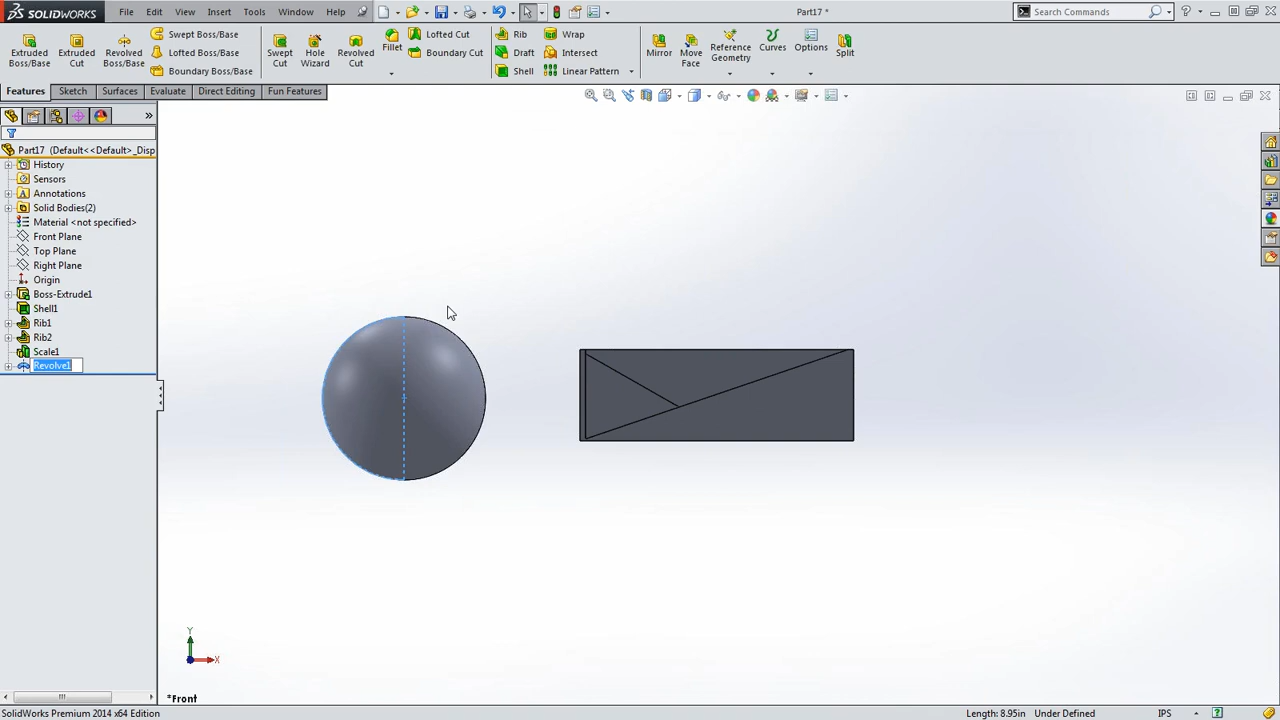 SOLIDWORKS File Edit View Insert Tools Window Help Part17 * Search Commands ?
Extruded Boss/Base
Extruded Cut
Revolved Boss/Base
Swept Boss/Base
Lofted Boss/Base
Boundary Boss/Base
Swept Cut
Hole Wizard
Revolved Cut
Fillet
Lofted Cut
Boundary Cut
Rib
Draft
Shell
Wrap
Intersect
Linear Pattern
Mirror
Move Face
Reference Geometry
Curves
Options
Split
Features Sketch Surfaces Evaluate Direct Editing Fun Features
Part17 (Default<<Default>_Disp
History
Sensors
Annotations
Solid Bodies(2)
Material <not specified>
Front Plane
Top Plane
Right Plane
Origin
Boss-Extrude1
Shell1
Rib1
Rib2
Scale1
Revolve1
Y
X
*Front
SolidWorks Premium 2014 x64 Edition Length: 8.95in Under Defined IPS ?